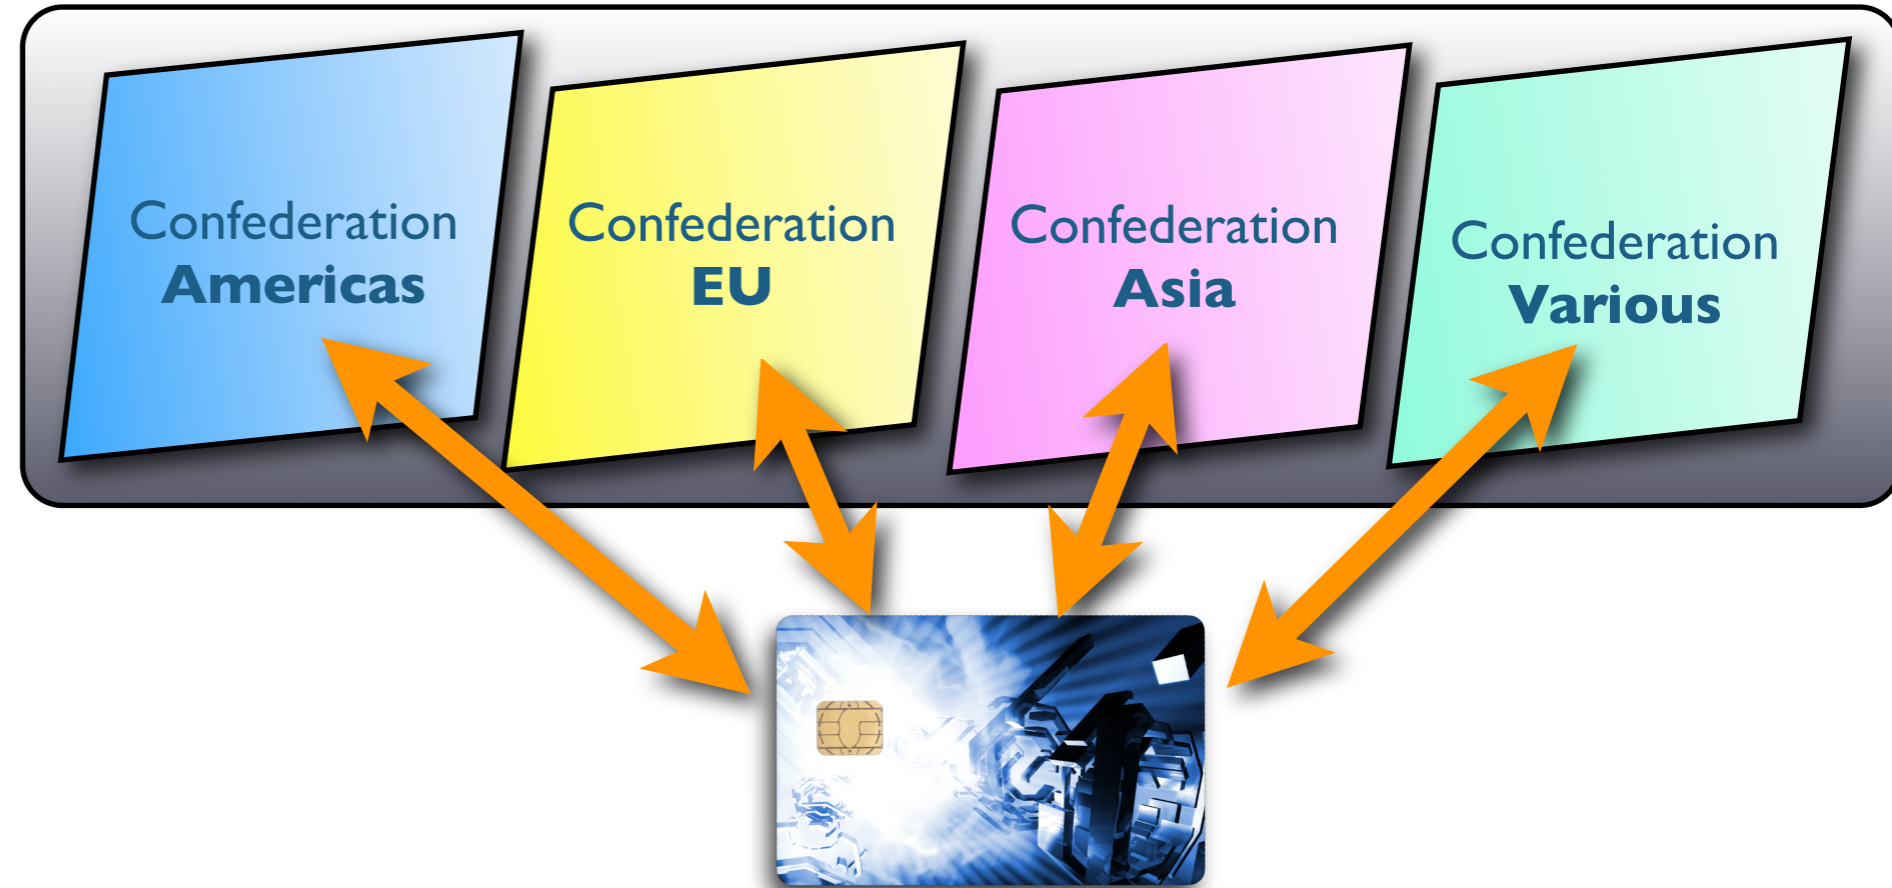 Confederation
Americas
Confederation
EU
Confederation
Asia
Confederation
Various